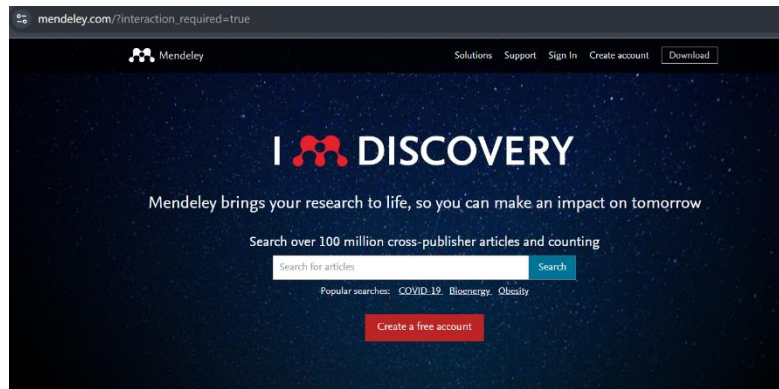 mendeley.com/?interaction_required=true
Mendeley Solutions Support Sign In Create account Download
I DISCOVERY
Mendeley brings your research to life, so you can make an impact on tomorrow
Search over 100 million cross-publisher articles and counting
Search for articles Search
Popular searches: COVID-19 Bioenergy Obesity
Create a free account